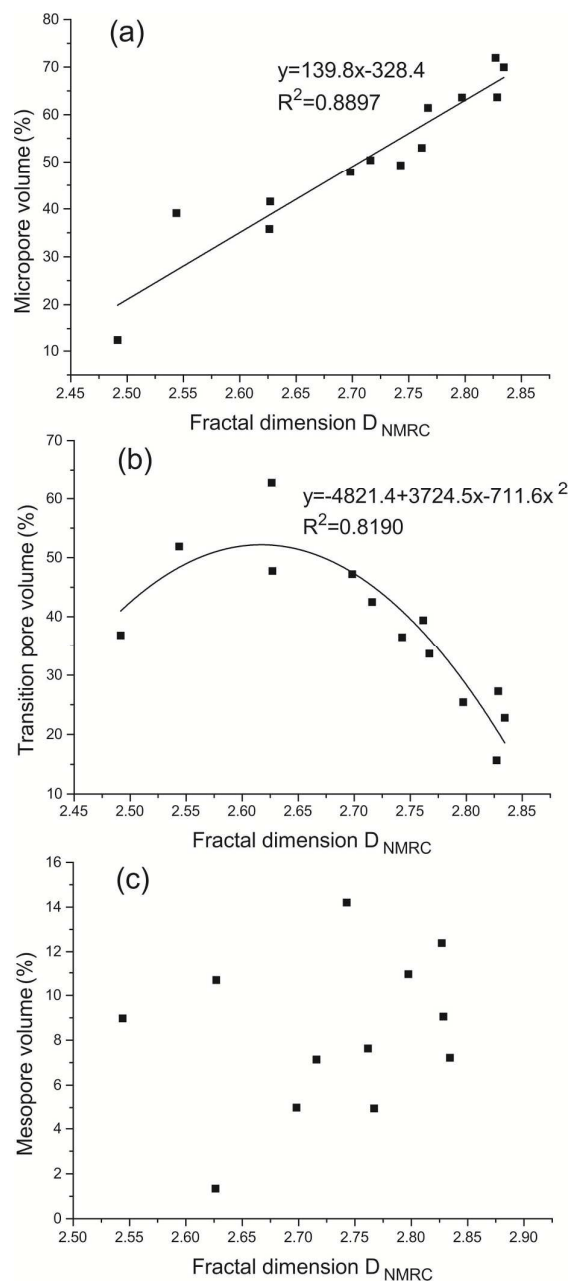 (a)
y=139.8x-328.4
R²=0.8897
Micropore volume (%)
80
70
60
50
40
30
20
10
2.45 2.50 2.55 2.60 2.65 2.70 2.75 2.80 2.85
Fractal dimension D NMRC
(b)
y=-4821.4+3724.5x-711.6x²
R²=0.8190
Transition pore volume (%)
70
60
50
40
30
20
10
2.45 2.50 2.55 2.60 2.65 2.70 2.75 2.80 2.85
Fractal dimension D NMRC
(c)
Mesopore volume (%)
16
14
12
10
8
6
4
2
0
2.50 2.55 2.60 2.65 2.70 2.75 2.80 2.85 2.90
Fractal dimension D NMRC